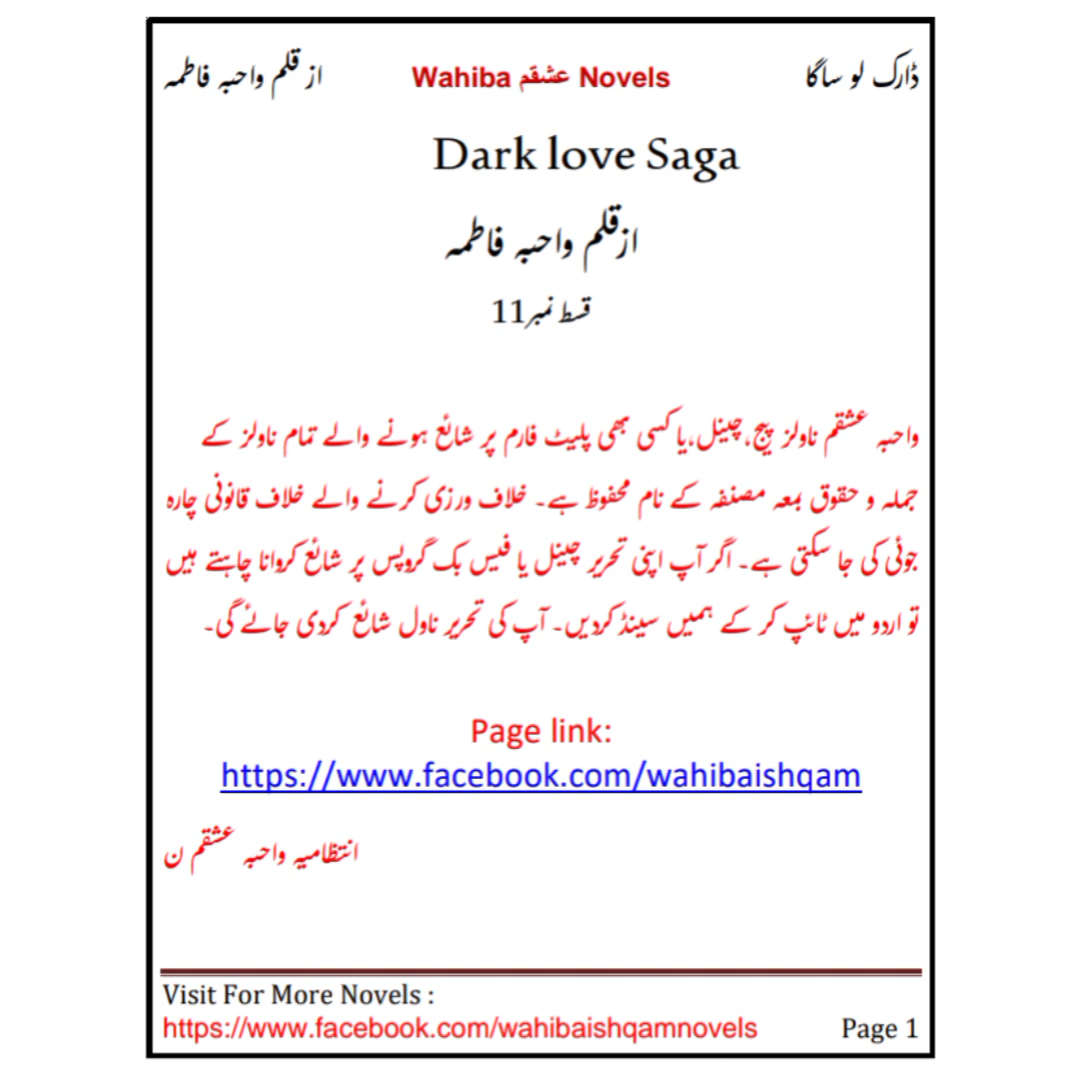 ڈارک لو ساگا Wahiba عشقم Novels از قلم واحبہ فاطمہ
Dark love Saga
ازقلم واحبہ فاطمہ
قسط نمبر11
واحبہ عشقم ناولز پیج،چینل،یا کسی بھی پلیٹ فارم پر شائع ہونے والے تمام ناولز کے
جملہ و حقوق بمعہ مصنفہ کے نام محفوظ ہے۔ خلاف ورزی کرنے والے خلاف قانونی چارہ
جوئی کی جا سکتی ہے۔ اگر آپ اپنی تحریر چینل یا فیس بک گروپس پر شائع کروانا چاہتے ہیں
تو اردو میں ٹائپ کر کے ہمیں سینڈ کردیں۔ آپ کی تحریر ناول شائع کردی جائے گی۔
Page link:
https://www.facebook.com/wahibaishqam
انتظامیہ واحبہ عشقم ن
Visit For More Novels :
https://www.facebook.com/wahibaishqamnovels Page 1